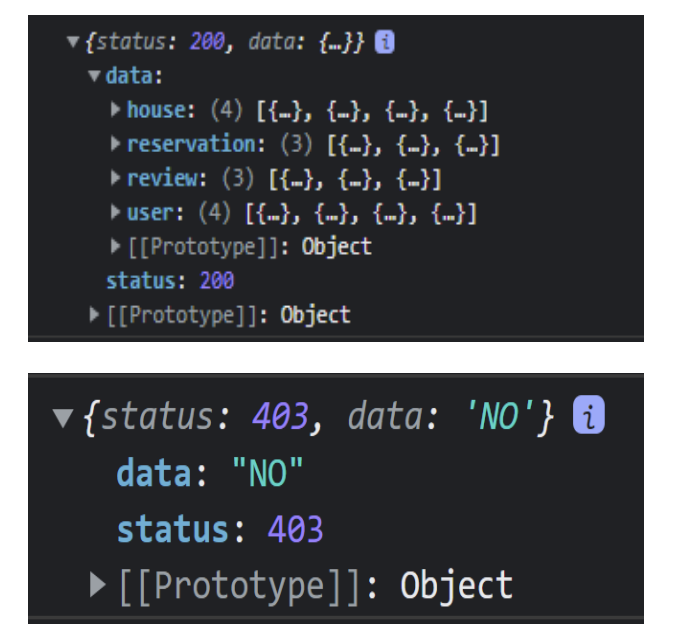 ▼{status: 200, data: {…}} i
▼data:
▶house: (4) [{…}, {…}, {…}, {…}]
▶reservation: (3) [{…}, {…}, {…}]
▶review: (3) [{…}, {…}, {…}]
▶user: (4) [{…}, {…}, {…}, {…}]
▶[[Prototype]]: Object
status: 200
▶[[Prototype]]: Object
▼{status: 403, data: 'NO'} i
data: "NO"
status: 403
▶[[Prototype]]: Object